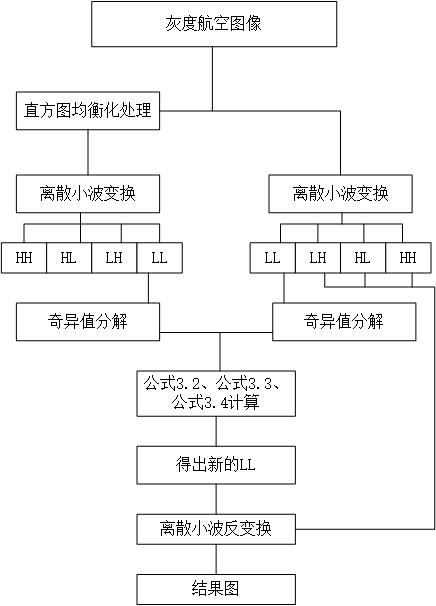 灰度航空图像
直方图均衡化处理
离散小波变换
离散小波变换
HH HL LH LL
LL LH HL HH
奇异值分解
奇异值分解
公式3.2、公式3.3、
公式3.4计算
得出新的LL
离散小波反变换
结果图